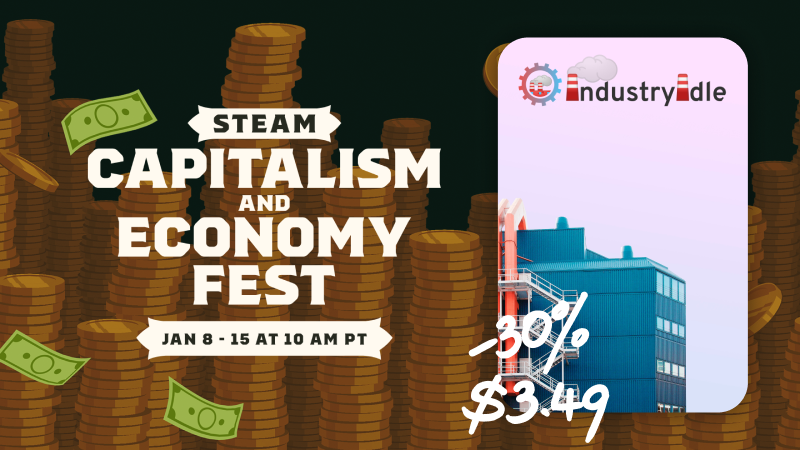 STEAM
CAPITALISM
AND
ECONOMY
FEST
JAN 8 - 15 AT 10 AM PT
IndustryIdle
-30%
$3.49